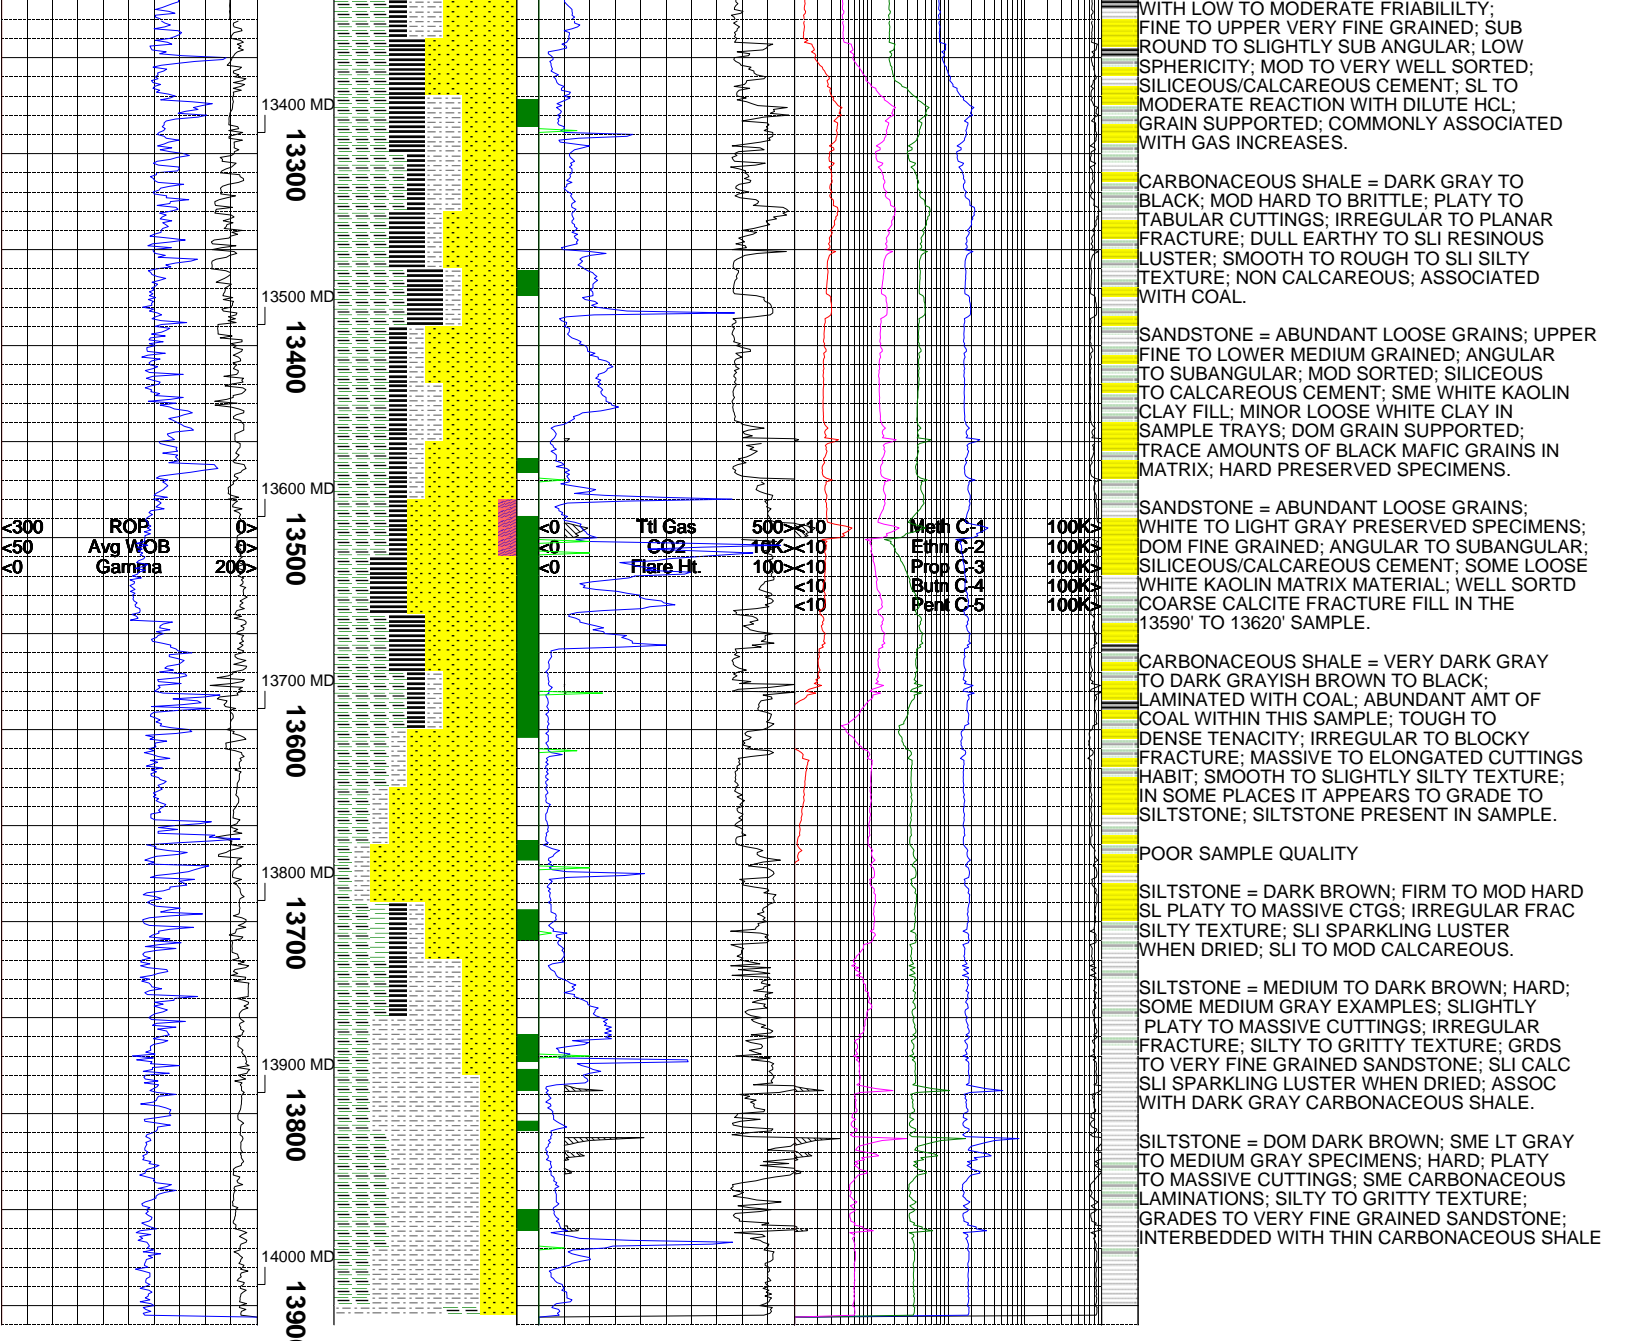 WITH LOW TO MODERATE FRIABILILTY;
FINE TO UPPER VERY FINE GRAINED; SUB
ROUND TO SLIGHTLY SUB ANGULAR; LOW
SPHERICITY; MOD TO VERY WELL SORTED;
SILICEOUS/CALCAREOUS CEMENT; SL TO
MODERATE REACTION WITH DILUTE HCL;
GRAIN SUPPORTED; COMMONLY ASSOCIATED
WITH GAS INCREASES.
CARBONACEOUS SHALE = DARK GRAY TO
BLACK; MOD HARD TO BRITTLE; PLATY TO
TABULAR CUTTINGS; IRREGULAR TO PLANAR
FRACTURE; DULL EARTHY TO SLI RESINOUS
LUSTER; SMOOTH TO ROUGH TO SLI SILTY
TEXTURE; NON CALCAREOUS; ASSOCIATED
WITH COAL.
SANDSTONE = ABUNDANT LOOSE GRAINS; UPPER
FINE TO LOWER MEDIUM GRAINED; ANGULAR
TO SUBANGULAR; MOD SORTED; SILICEOUS
TO CALCAREOUS CEMENT; SME WHITE KAOLIN
CLAY FILL; MINOR LOOSE WHITE CLAY IN
SAMPLE TRAYS; DOM GRAIN SUPPORTED;
TRACE AMOUNTS OF BLACK MAFIC GRAINS IN
MATRIX; HARD PRESERVED SPECIMENS.
SANDSTONE = ABUNDANT LOOSE GRAINS;
WHITE TO LIGHT GRAY PRESERVED SPECIMENS;
DOM FINE GRAINED; ANGULAR TO SUBANGULAR;
SILICEOUS/CALCAREOUS CEMENT; SOME LOOSE
WHITE KAOLIN MATRIX MATERIAL; WELL SORTD
COARSE CALCITE FRACTURE FILL IN THE
13590' TO 13620' SAMPLE.
CARBONACEOUS SHALE = VERY DARK GRAY
TO DARK GRAYISH BROWN TO BLACK;
LAMINATED WITH COAL; ABUNDANT AMT OF
COAL WITHIN THIS SAMPLE; TOUGH TO
DENSE TENACITY; IRREGULAR TO BLOCKY
FRACTURE; MASSIVE TO ELONGATED CUTTINGS
HABIT; SMOOTH TO SLIGHTLY SILTY TEXTURE;
IN SOME PLACES IT APPEARS TO GRADE TO
SILTSTONE; SILTSTONE PRESENT IN SAMPLE.
POOR SAMPLE QUALITY
SILTSTONE = DARK BROWN; FIRM TO MOD HARD
SL PLATY TO MASSIVE CTGS; IRREGULAR FRAC
SILTY TEXTURE; SLI SPARKLING LUSTER
WHEN DRIED; SLI TO MOD CALCAREOUS.
SILTSTONE = MEDIUM TO DARK BROWN; HARD;
SOME MEDIUM GRAY EXAMPLES; SLIGHTLY
PLATY TO MASSIVE CUTTINGS; IRREGULAR
FRACTURE; SILTY TO GRITTY TEXTURE; GRDS
TO VERY FINE GRAINED SANDSTONE; SLI CALC
SLI SPARKLING LUSTER WHEN DRIED; ASSOC
WITH DARK GRAY CARBONACEOUS SHALE.
SILTSTONE = DOM DARK BROWN; SME LT GRAY
TO MEDIUM GRAY SPECIMENS; HARD; PLATY
TO MASSIVE CUTTINGS; SME CARBONACEOUS
LAMINATIONS; SILTY TO GRITTY TEXTURE;
GRADES TO VERY FINE GRAINED SANDSTONE;
INTERBEDDED WITH THIN CARBONACEOUS SHALE
13400 MD
13300
13500 MD
13400
13600 MD
13500
13700 MD
13600
13800 MD
13700
13900 MD
13800
14000 MD
13900
<300 ROP 0>
<50 Avg WOB 0>
<0 Gamma 200>
<0 Ttl Gas 500>
<0 CO2 10K>
<0 Flare Ht. 100>
<10 Meth C-1 100K>
<10 Ethn C-2 100K>
<10 Prop C-3 100K>
<10 Butn C-4 100K>
<10 Pent C-5 100K>